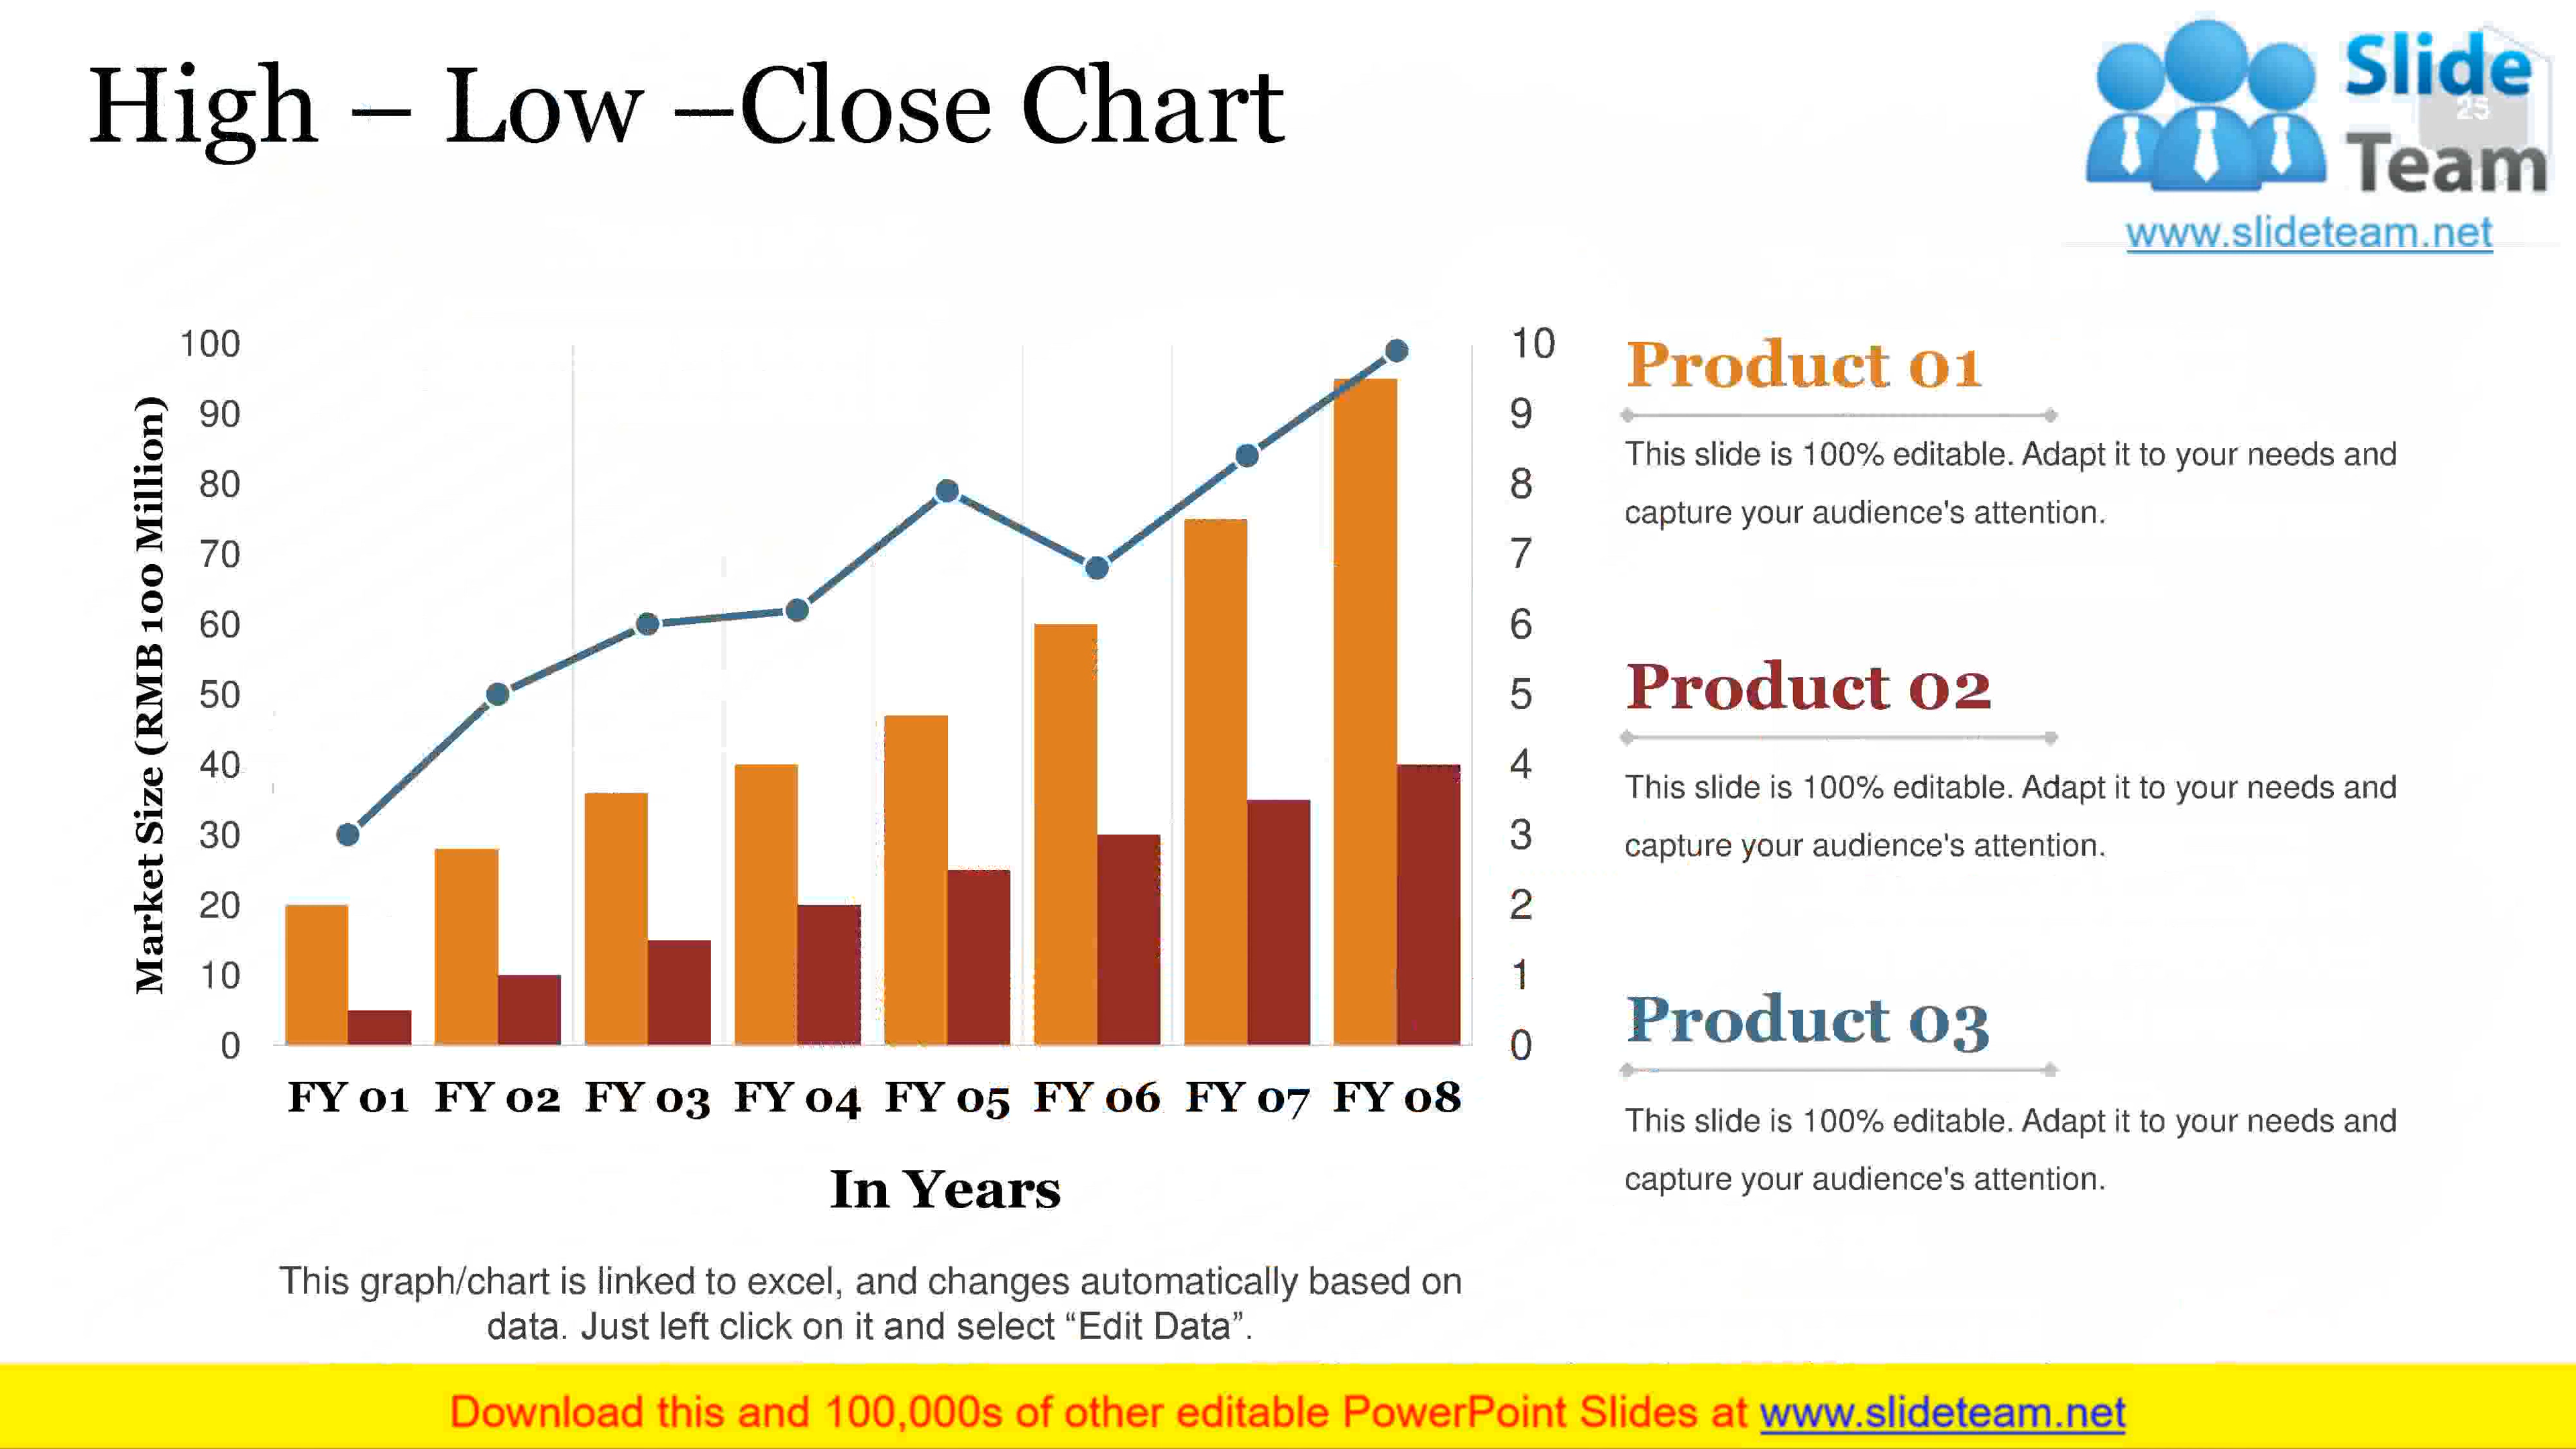 High – Low –Close Chart
Slide
25
Team
www.slideteam.net
Market Size (RMB 100 Million)
100
90
80
70
60
50
40
30
20
10
0
10
9
8
7
6
5
4
3
2
1
0
FY 01 FY 02 FY 03 FY 04 FY 05 FY 06 FY 07 FY 08
In Years
This graph/chart is linked to excel, and changes automatically based on
data. Just left click on it and select “Edit Data”.
Product 01
This slide is 100% editable. Adapt it to your needs and
capture your audience's attention.
Product 02
This slide is 100% editable. Adapt it to your needs and
capture your audience's attention.
Product 03
This slide is 100% editable. Adapt it to your needs and
capture your audience's attention.
Download this and 100,000s of other editable PowerPoint Slides at www.slideteam.net